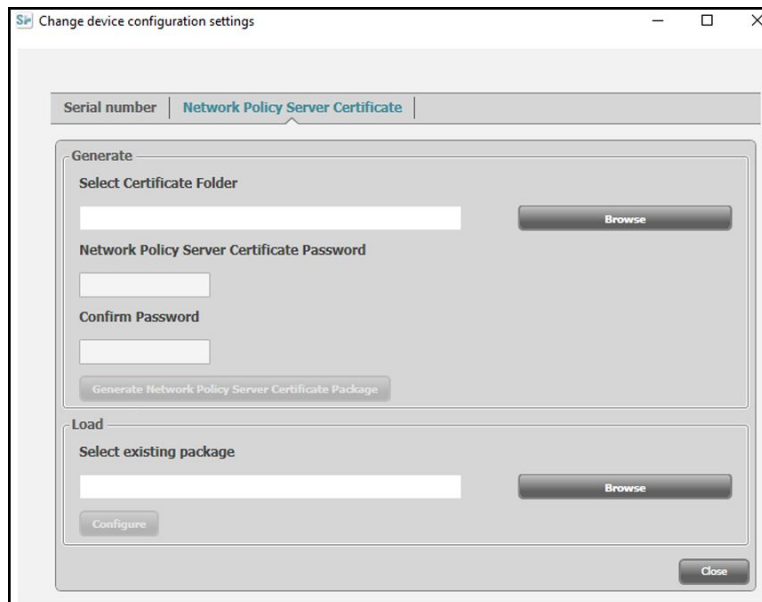 Change device configuration settings
Serial number Network Policy Server Certificate
Generate
Select Certificate Folder
Browse
Network Policy Server Certificate Password
Confirm Password
Generate Network Policy Server Certificate Package
Load
Select existing package
Browse
Configure
Close